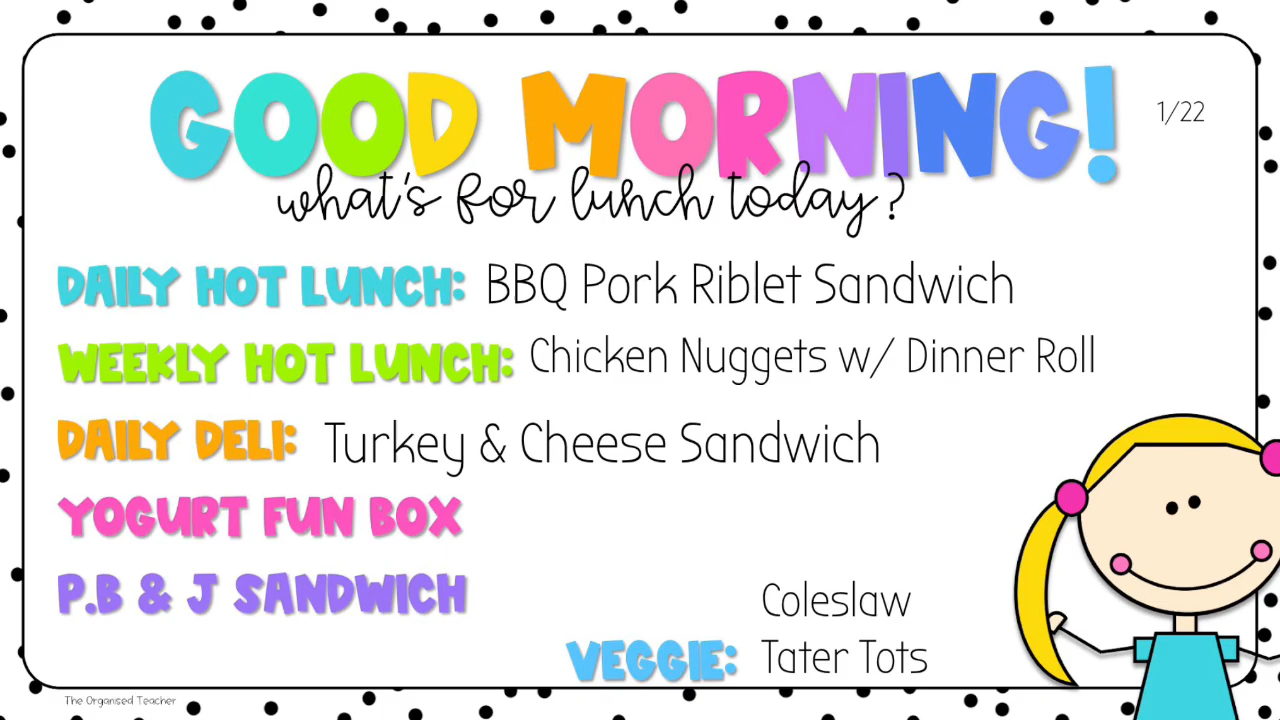 GOOD MORNING!
1/22
what's for lunch today?
DAILY HOT LUNCH: BBQ Pork Riblet Sandwich
WEEKLY HOT LUNCH: Chicken Nuggets w/ Dinner Roll
DAILY DELI: Turkey & Cheese Sandwich
YOGURT FUN BOX
P.B & J SANDWICH
Coleslaw
VEGGIE: Tater Tots
The Organised Teacher